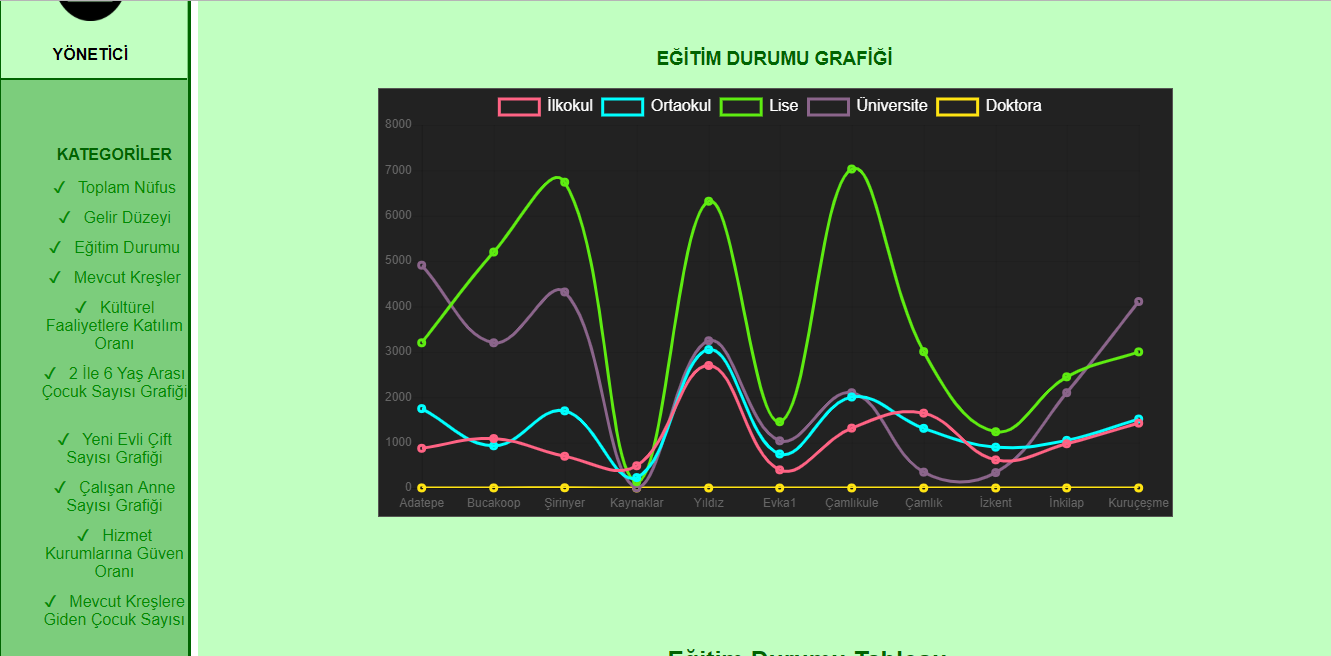 YÖNETİCİ
KATEGORİLER
✓ Toplam Nüfus
✓ Gelir Düzeyi
✓ Eğitim Durumu
✓ Mevcut Kreşler
✓ Kültürel
Faaliyetlere Katılım
Oranı
✓ 2 İle 6 Yaş Arası
Çocuk Sayısı Grafiği
✓ Yeni Evli Çift
Sayısı Grafiği
✓ Çalışan Anne
Sayısı Grafiği
✓ Hizmet
Kurumlarına Güven
Oranı
✓ Mevcut Kreşlere
Giden Çocuk Sayısı
EĞİTİM DURUMU GRAFİĞİ
İlkokul Ortaokul Lise Üniversite Doktora
8000
7000
6000
5000
4000
3000
2000
1000
0
Adatepe Bucakoop Şirinyer Kaynaklar Yıldız Evka1 Çamlıkule Çamlık İzkent İnkilap Kuruçeşme
Eğitim Durumu Tablosu